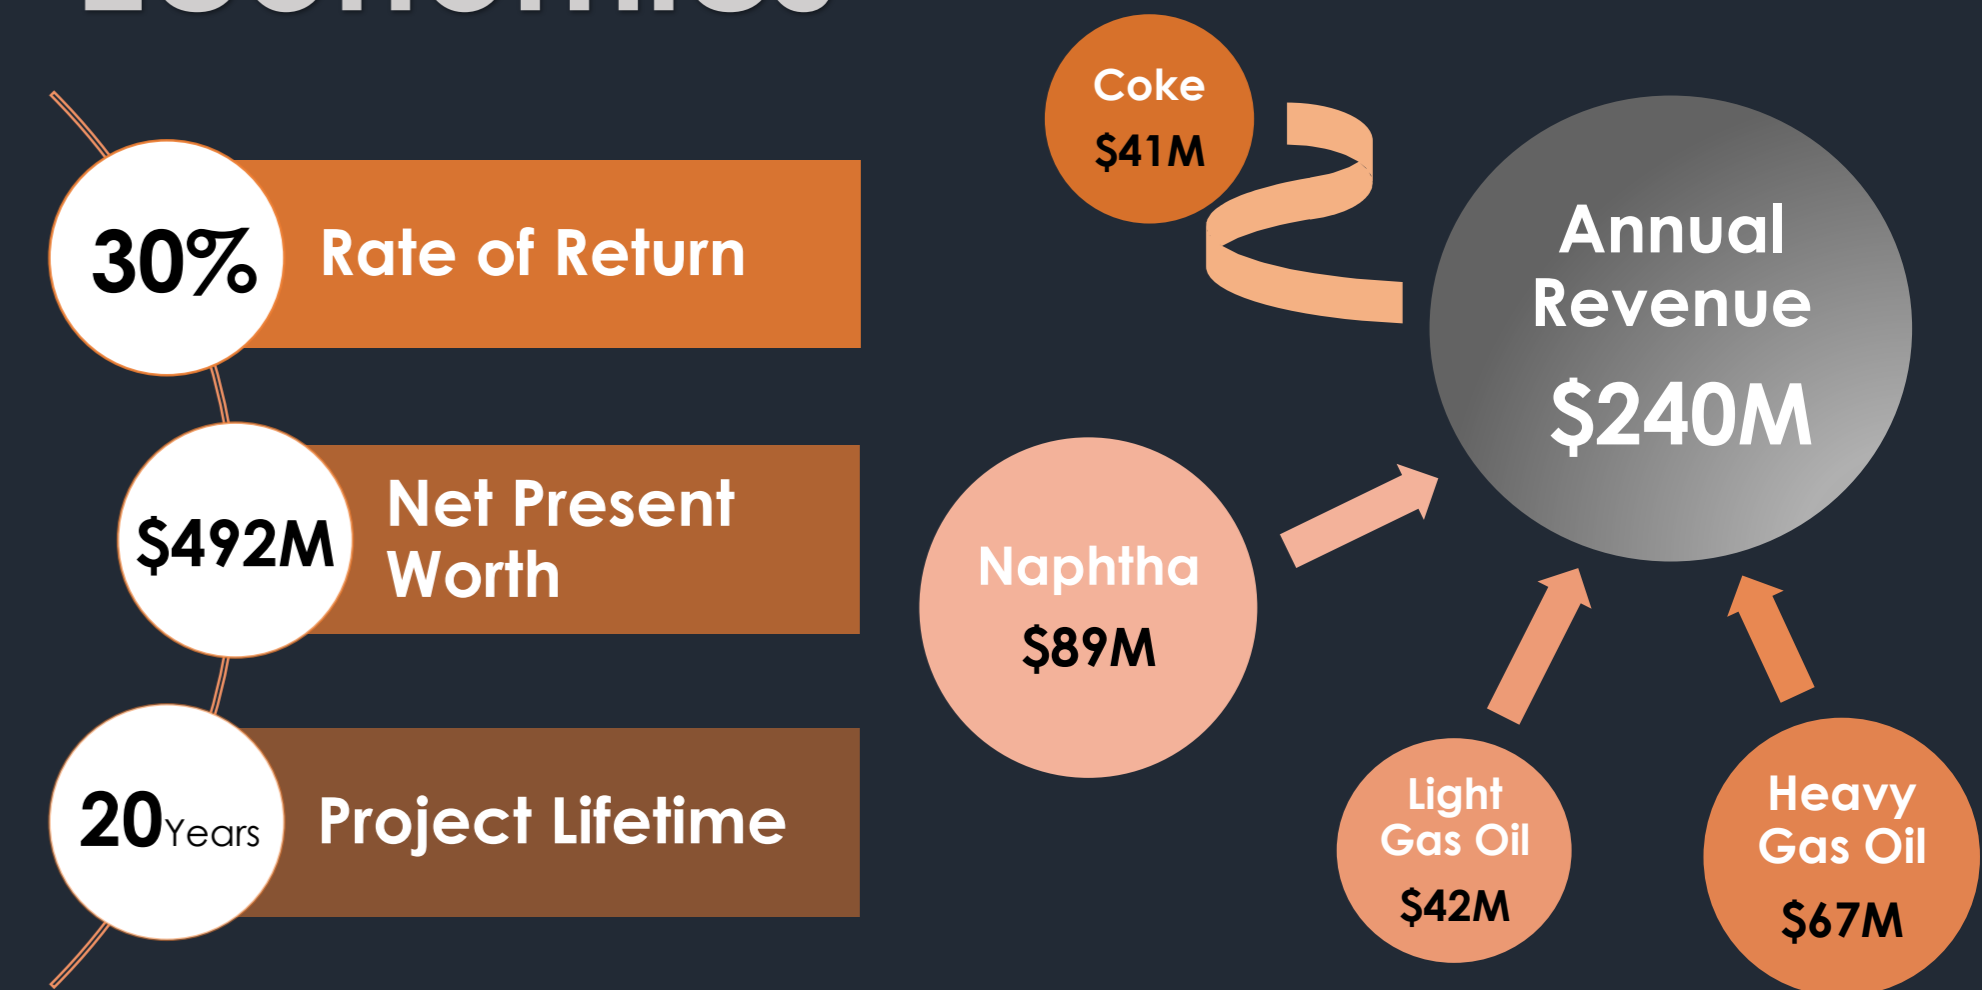 Economics
30%
Rate of Return
$492M
Net Present
Worth
20Years
Project Lifetime
Coke
$41M
Annual
Revenue
$240M
Naphtha
$89M
Light
Gas Oil
$42M
Heavy
Gas Oil
$67M